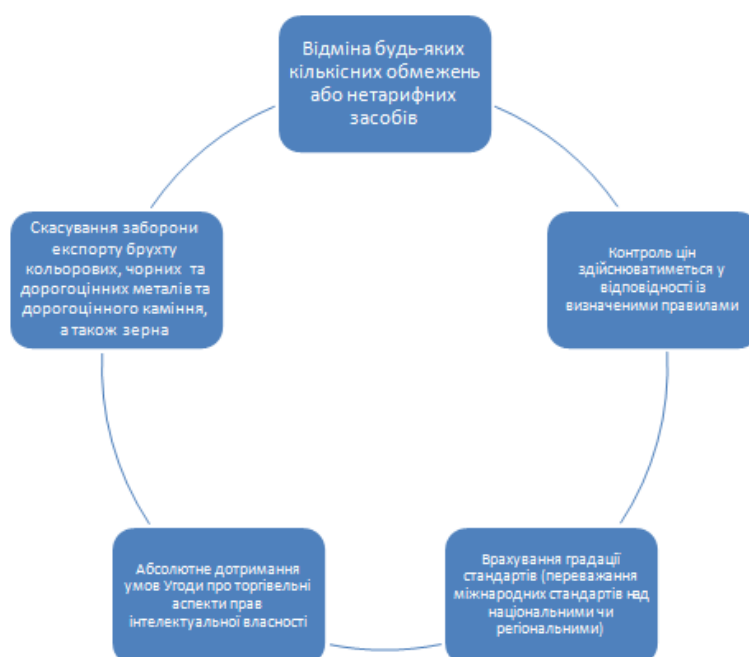 Відміна будь-яких
кількісних обмежень
або нетарифних
засобів
Контроль цін
здійснюватиметься у
відповідності із
визначеними правилами
Врахування градації
стандартів (переважання
міжнародних стандартів над
національними чи
регіональними)
Абсолютне дотримання
умов Угоди про торгівельні
аспекти прав
інтелектуальної власності
Скасування заборони
експорту брухту
кольорових, чорних та
дорогоцінних металів та
дорогоцінного каміння,
а також зерна